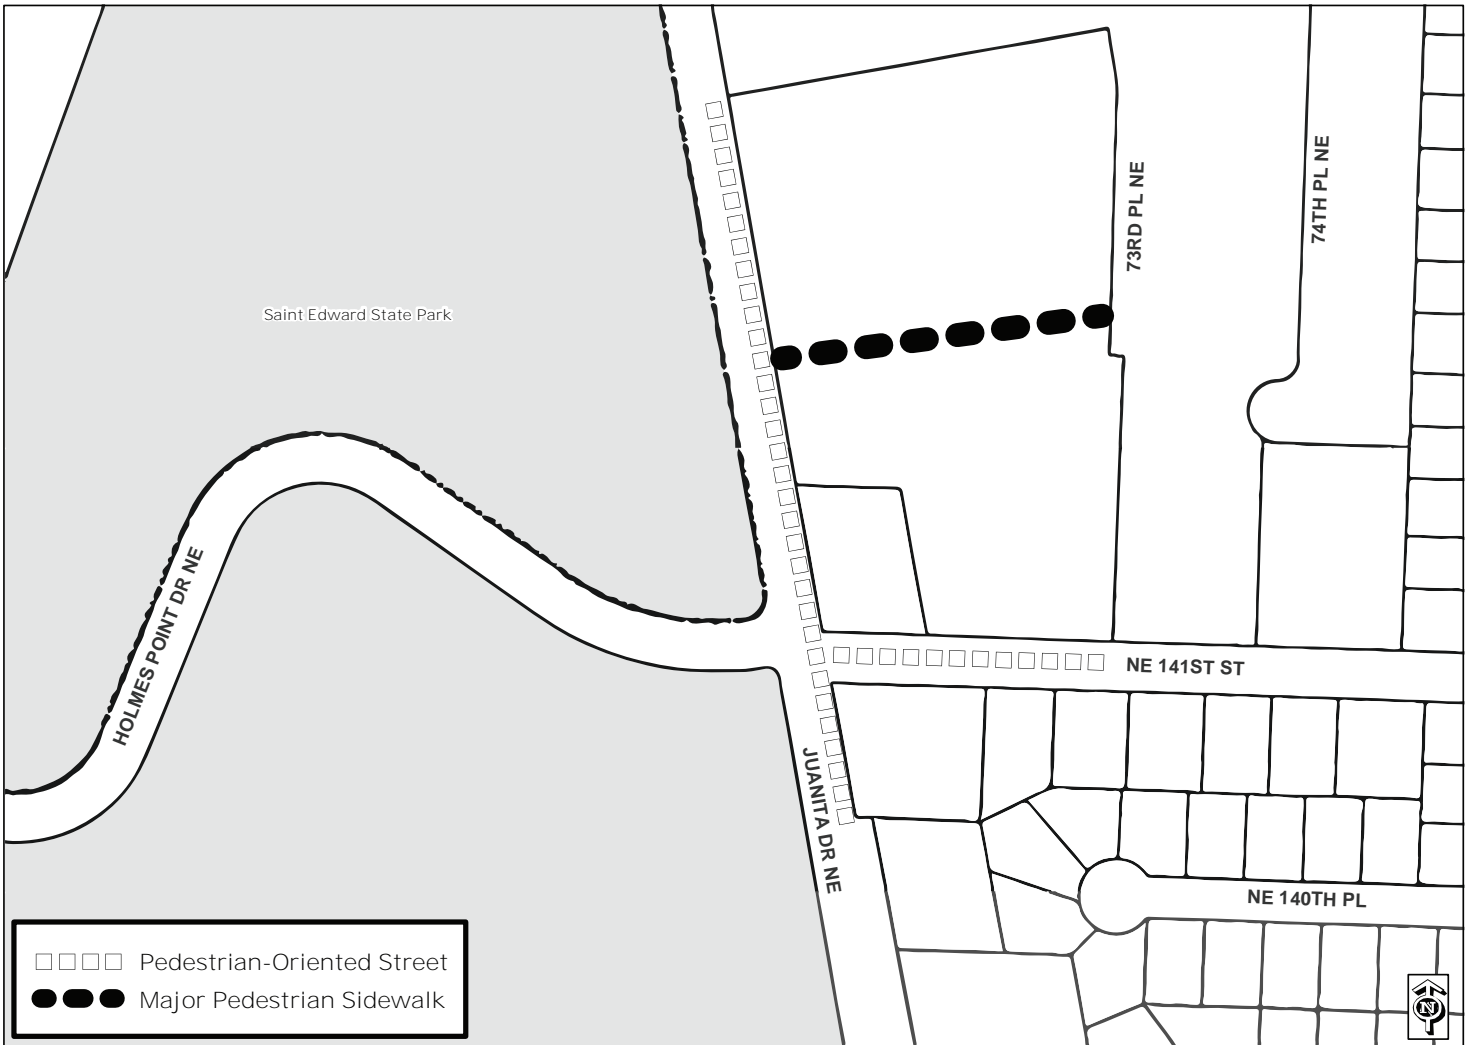 73RD PL NE
74TH PL NE
Saint Edward State Park
HOLMES POINT DR NE
NE 141ST ST
JUANITA DR NE
NE 140TH PL
Pedestrian-Oriented Street
Major Pedestrian Sidewalk
N